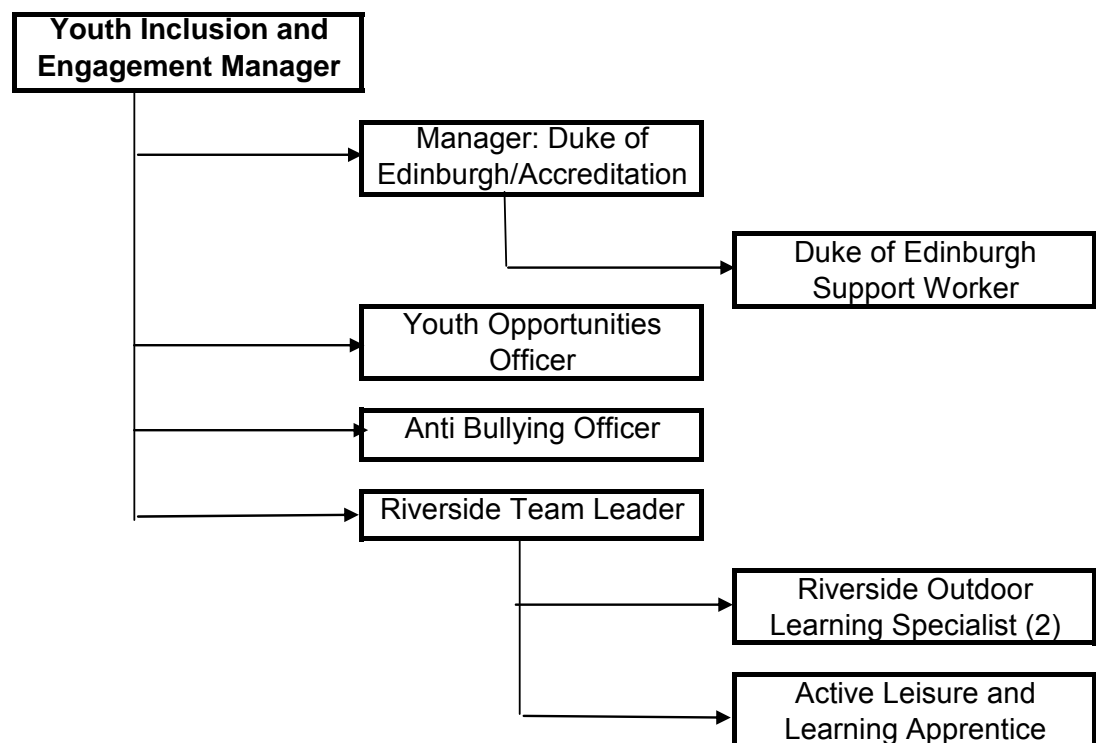 Youth Inclusion and
Engagement Manager
Manager: Duke of
Edinburgh/Accreditation
Duke of Edinburgh
Support Worker
Youth Opportunities
Officer
Anti Bullying Officer
Riverside Team Leader
Riverside Outdoor
Learning Specialist (2)
Active Leisure and
Learning Apprentice